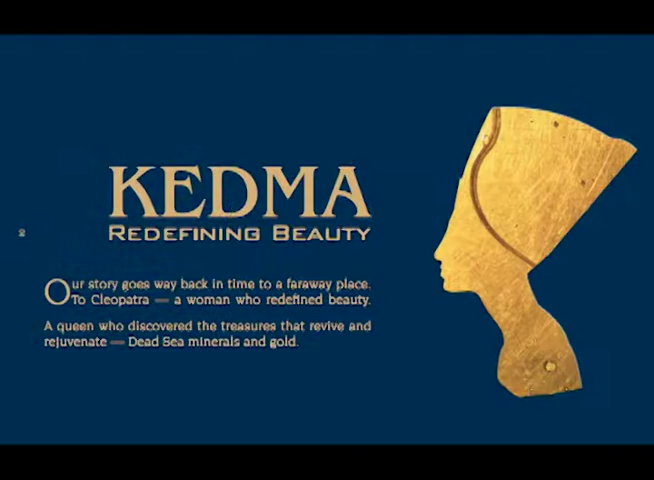 KEDMA
REDEFINING BEAUTY
Our story goes way back in time to a faraway place.
To Cleopatra — a woman who redefined beauty.
A queen who discovered the treasures that revive and
rejuvenate — Dead Sea minerals and gold.